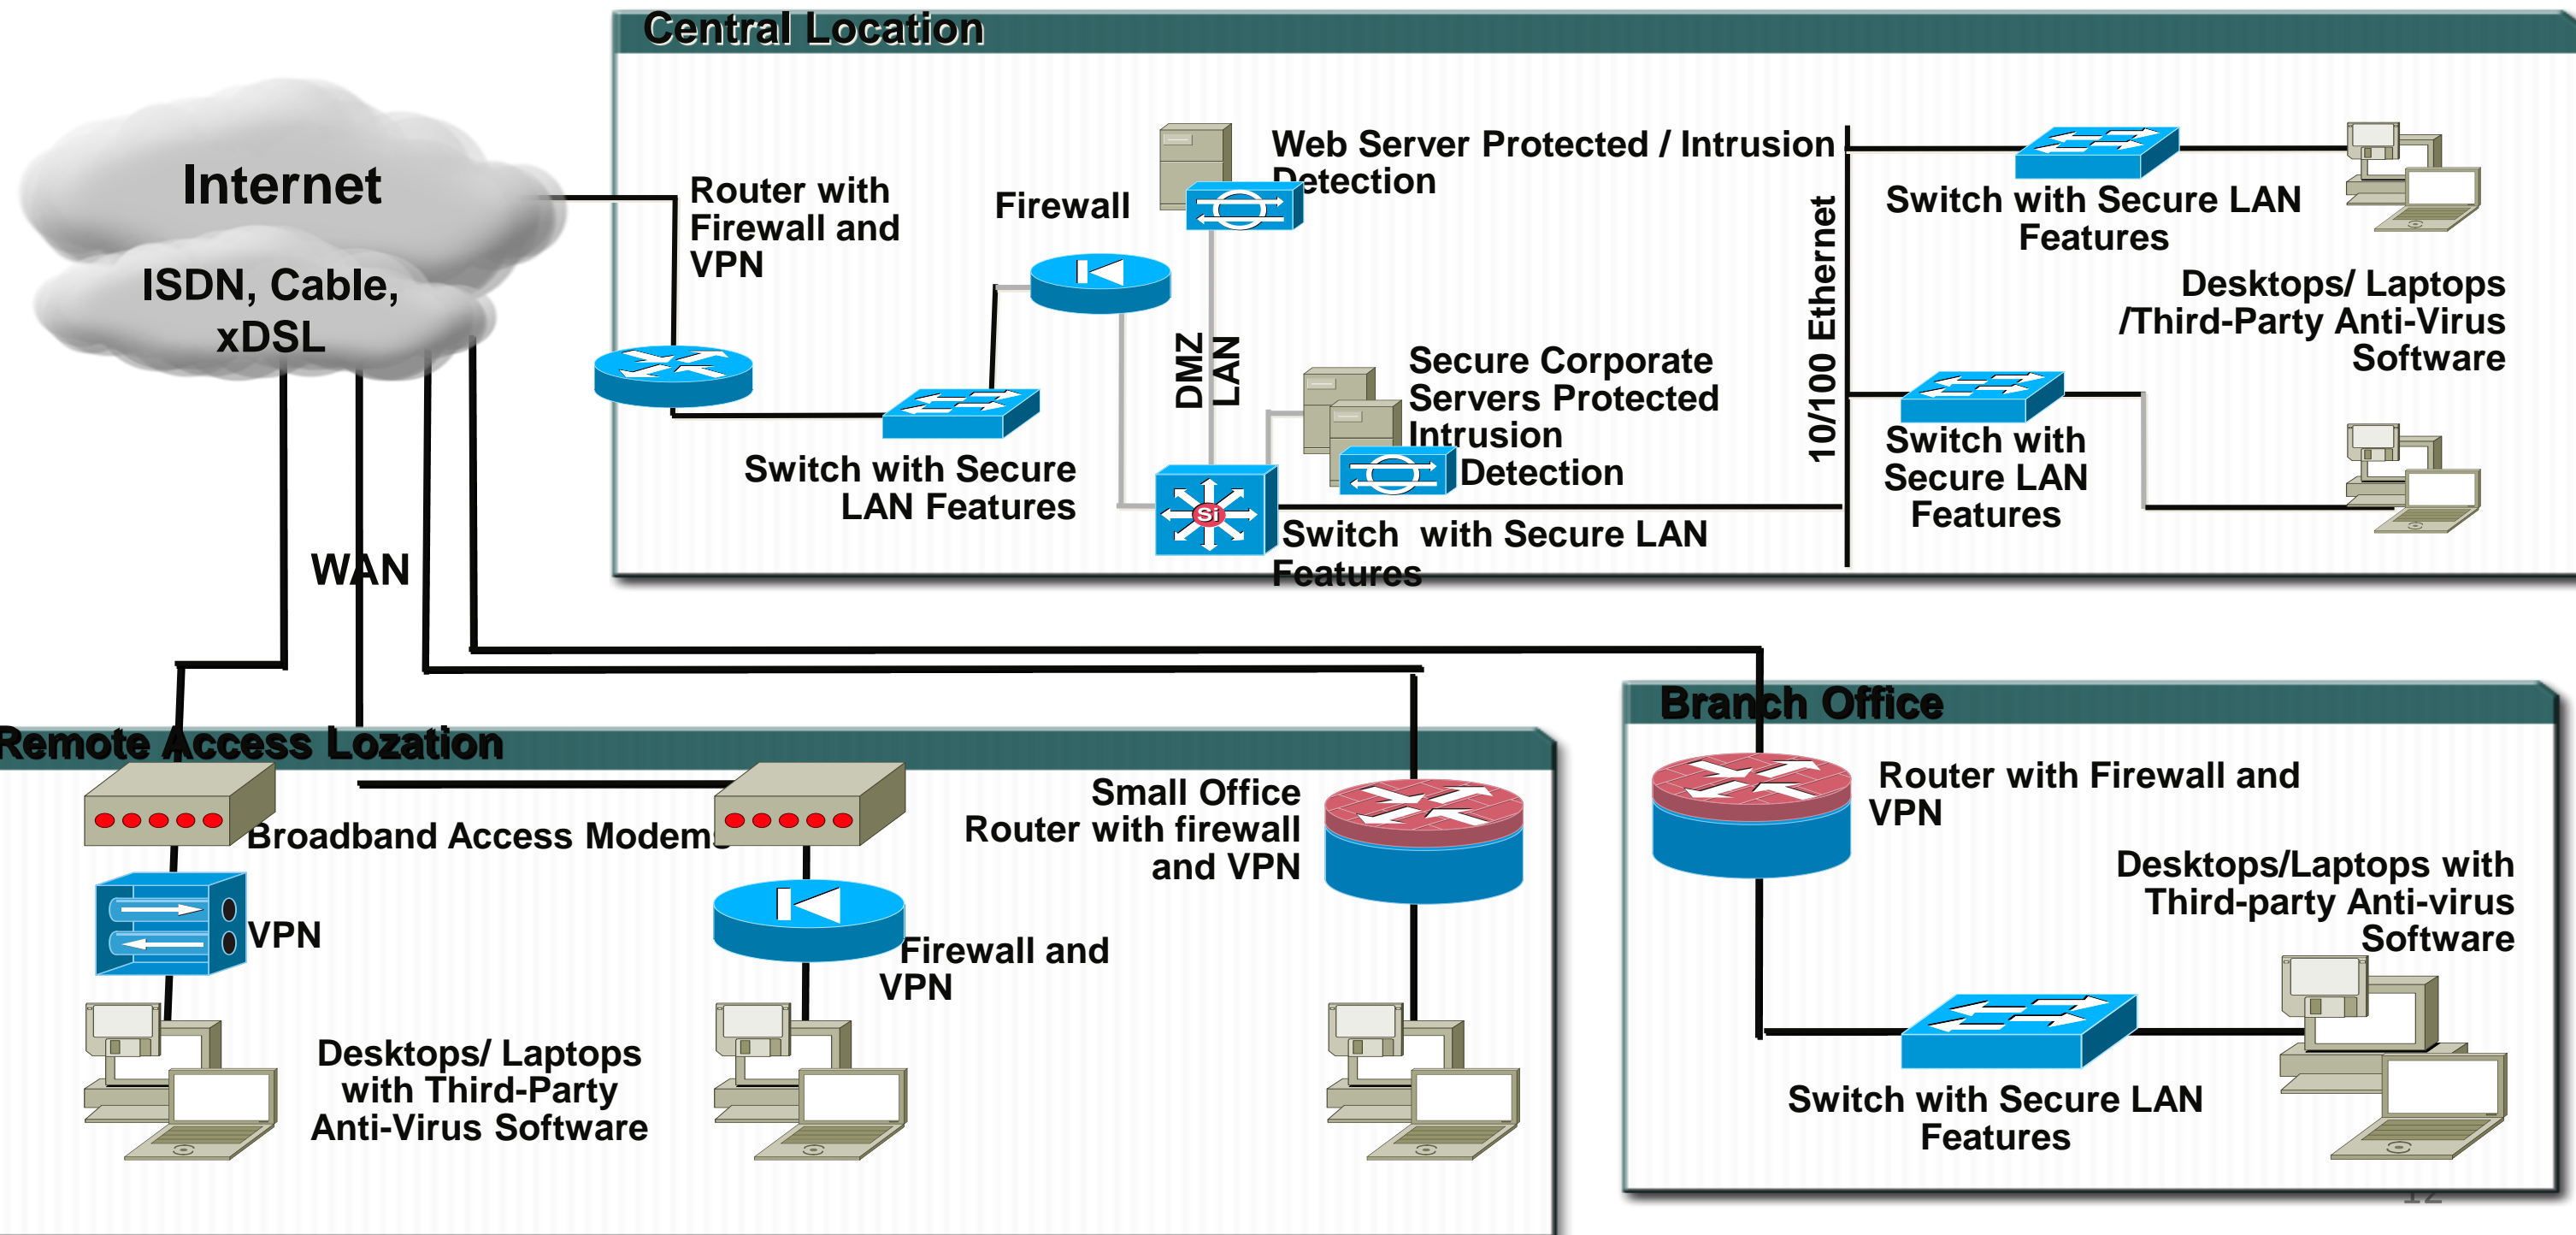 Central Location
Internet
ISDN, Cable,
xDSL
Router with
Firewall and
VPN
Firewall
Web Server Protected / Intrusion
Detection
Switch with Secure
LAN Features
DMZ
LAN
Secure Corporate
Servers Protected
Intrusion
Detection
Si
Switch with Secure LAN
Features
10/100 Ethernet
Switch with Secure LAN
Features
Desktops/ Laptops
/Third-Party Anti-Virus
Software
Switch with
Secure LAN
Features
WAN
Remote Access Lozation
Broadband Access Modems
VPN
Firewall and
VPN
Small Office
Router with firewall
and VPN
Desktops/ Laptops
with Third-Party
Anti-Virus Software
Branch Office
Router with Firewall and
VPN
Desktops/Laptops with
Third-party Anti-virus
Software
Switch with Secure LAN
Features
12